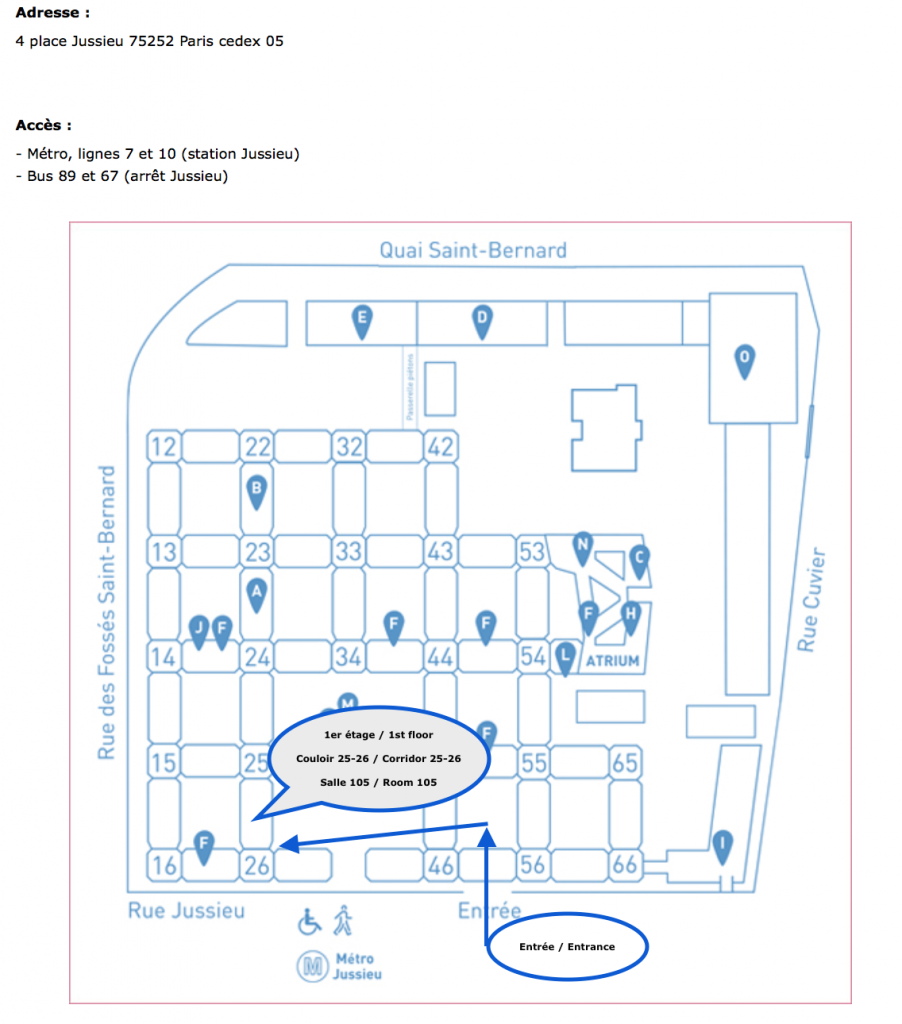 Adresse :
4 place Jussieu 75252 Paris cedex 05
Accès :
- Métro, lignes 7 et 10 (station Jussieu)
- Bus 89 et 67 (arrêt Jussieu)
Quai Saint-Bernard
E
D
O
Passerelle piétons
12 22 32 42
B
Rue des Fossés Saint-Bernard
13 23 33 43 53
N
C
A
Rue Cuvier
J F
F
F
F
H
14 24 34 44 54
L
ATRIUM
M
F
1er étage / 1st floor
Couloir 25-26 / Corridor 25-26
Salle 105 / Room 105
15 25 55 65
F
I
16 26 46 56 66
Rue Jussieu
Entrée
Entrée / Entrance
M
Métro
Jussieu